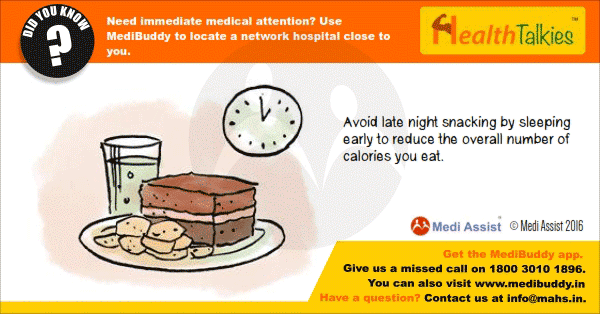 DID YOU KNOW
?
Need immediate medical attention? Use
MediBuddy to locate a network hospital close to
you.
HealthTalkies™
Avoid late night snacking by sleeping
early to reduce the overall number of
calories you eat.
Medi Assist® © Medi Assist 2016
Get the MediBuddy app.
Give us a missed call on 1800 3010 1896.
You can also visit www.medibuddy.in
Have a question? Contact us at info@mahs.in.